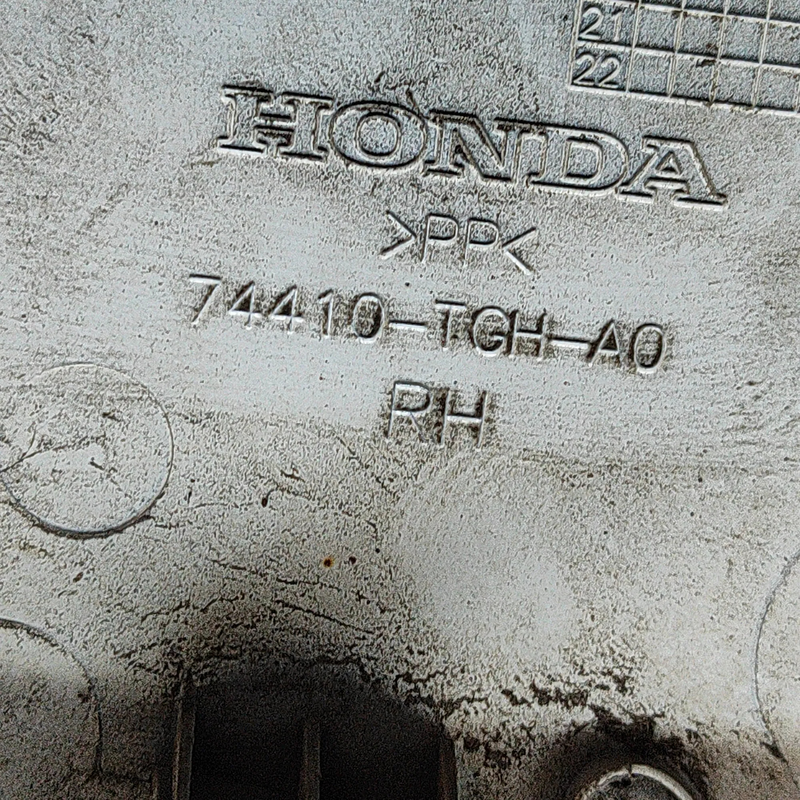 21
22
HONDA
>PP<
74410-TGH-A0
RH